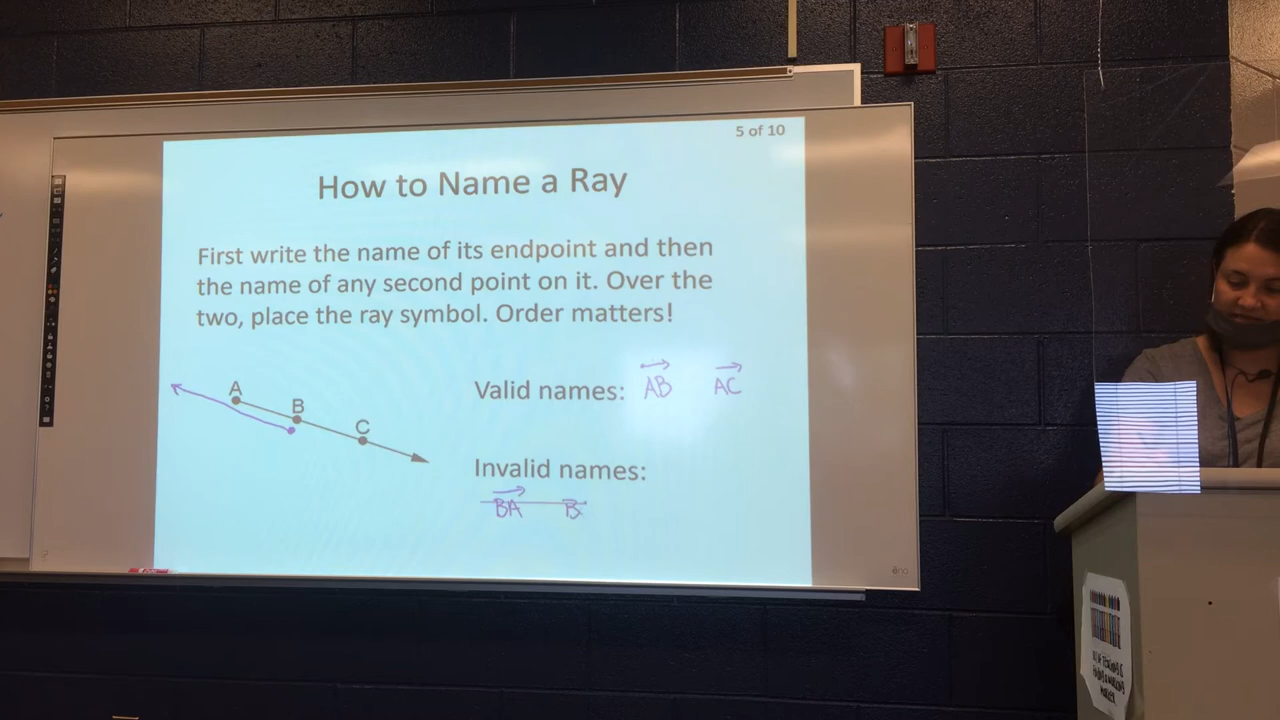 5 of 10
How to Name a Ray
First write the name of its endpoint and then
the name of any second point on it. Over the
two, place the ray symbol. Order matters!
A
B
C
Valid names: AB AC
Invalid names:
BA B
eno